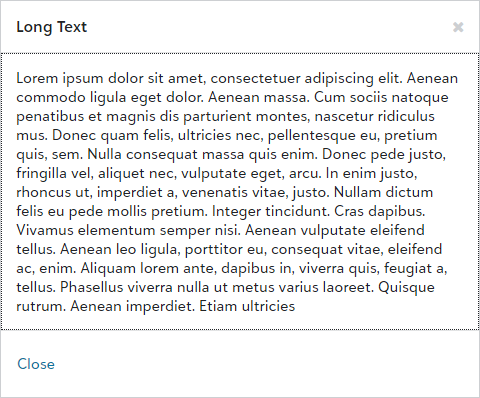 Long Text
Lorem ipsum dolor sit amet, consectetuer adipiscing elit. Aenean
commodo ligula eget dolor. Aenean massa. Cum sociis natoque
penatibus et magnis dis parturient montes, nascetur ridiculus
mus. Donec quam felis, ultricies nec, pellentesque eu, pretium
quis, sem. Nulla consequat massa quis enim. Donec pede justo,
fringilla vel, aliquet nec, vulputate eget, arcu. In enim justo,
rhoncus ut, imperdiet a, venenatis vitae, justo. Nullam dictum
felis eu pede mollis pretium. Integer tincidunt. Cras dapibus.
Vivamus elementum semper nisi. Aenean vulputate eleifend
tellus. Aenean leo ligula, porttitor eu, consequat vitae, eleifend
ac, enim. Aliquam lorem ante, dapibus in, viverra quis, feugiat a,
tellus. Phasellus viverra nulla ut metus varius laoreet. Quisque
rutrum. Aenean imperdiet. Etiam ultricies
Close